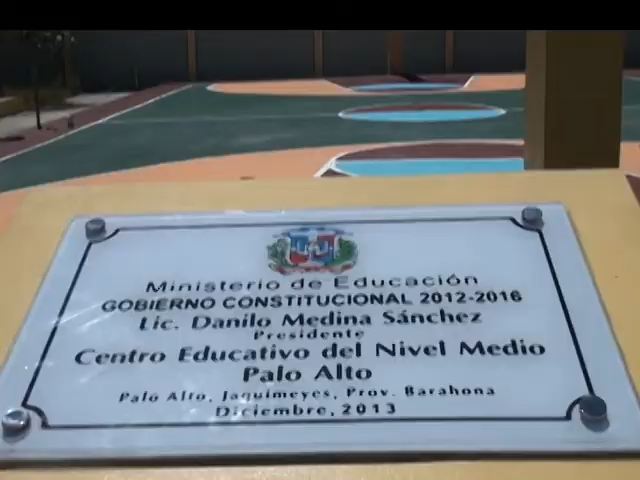 Ministerio de Educación
GOBIERNO CONSTITUCIONAL 2012-2016
Lic. Danilo Medina Sánchez
Presidente
Centro Educativo del Nivel Medio
Palo Alto
Palo Alto, Jaquimeyes, Prov. Barahona
Diciembre, 2013